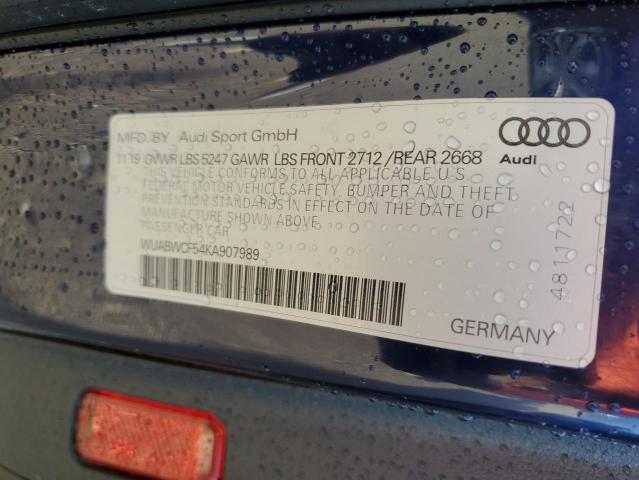 MFD. BY Audi Sport GmbH
11 19 GVWR LBS 5247 GAWR LBS FRONT 2712 / REAR 2668
THIS VEHICLE CONFORMS TO ALL APPLICABLE U S
FEDERAL MOTOR VEHICLE SAFETY, BUMPER AND THEFT
PREVENTION STANDARDS IN EFFECT ON THE DATE OF
MANUFACTURE SHOWN ABOVE.
PASSENGER CAR
WUABWCF54KA907989
Audi
4811722
GERMANY